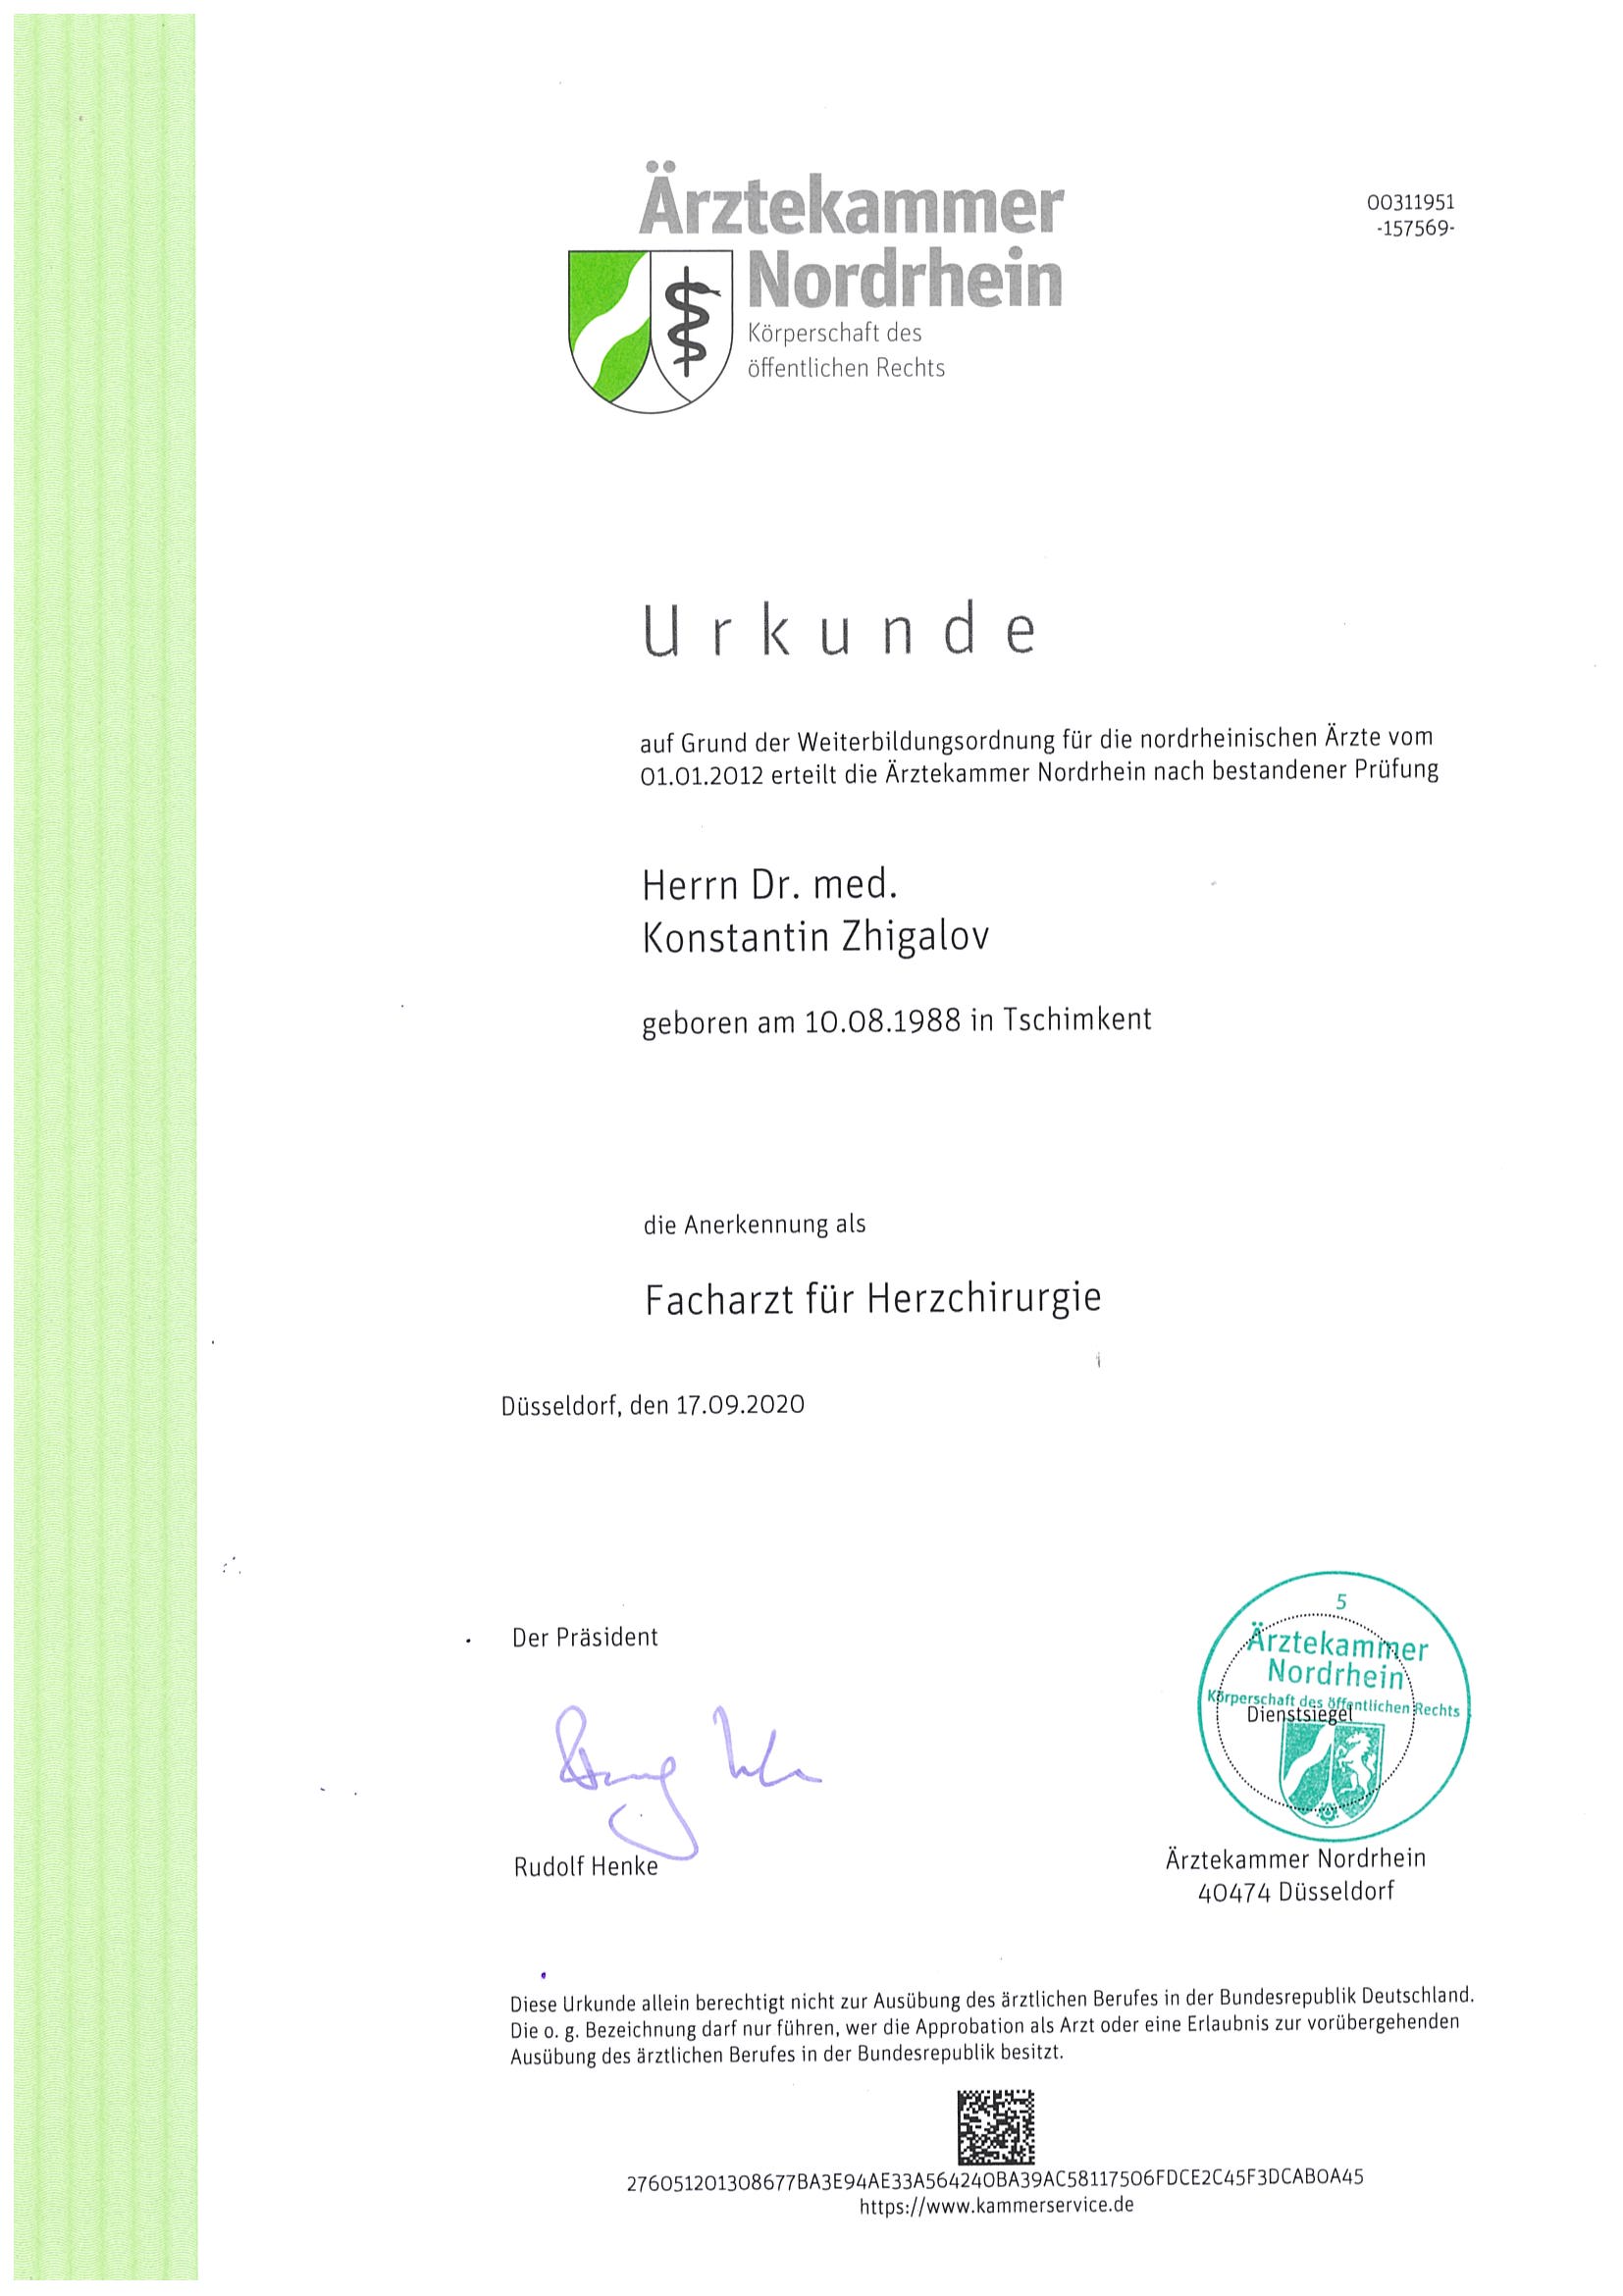 Ärztekammer
Nordrhein
Körperschaft des
öffentlichen Rechts
00311951
-157569-
Urkunde
auf Grund der Weiterbildungsordnung für die nordrheinischen Ärzte vom
01.01.2012 erteilt die Ärztekammer Nordrhein nach bestandener Prüfung
Herrn Dr. med.
Konstantin Zhigalov
geboren am 10.08.1988 in Tschimkent
die Anerkennung als
Facharzt für Herzchirurgie
Düsseldorf, den 17.09.2020
Der Präsident
Rudolf Henke
5
Ärztekammer
Nordrhein
Körperschaft des öffentlichen Rechts
Dienstsiegel
Ärztekammer Nordrhein
40474 Düsseldorf
Diese Urkunde allein berechtigt nicht zur Ausübung des ärztlichen Berufes in der Bundesrepublik Deutschland.
Die o. g. Bezeichnung darf nur führen, wer die Approbation als Arzt oder eine Erlaubnis zur vorübergehenden
Ausübung des ärztlichen Berufes in der Bundesrepublik besitzt.
276051201308677BA3E94AE33A564240BA39AC58117506FDCE2C45F3DCAB0A45
https://www.kammerservice.de